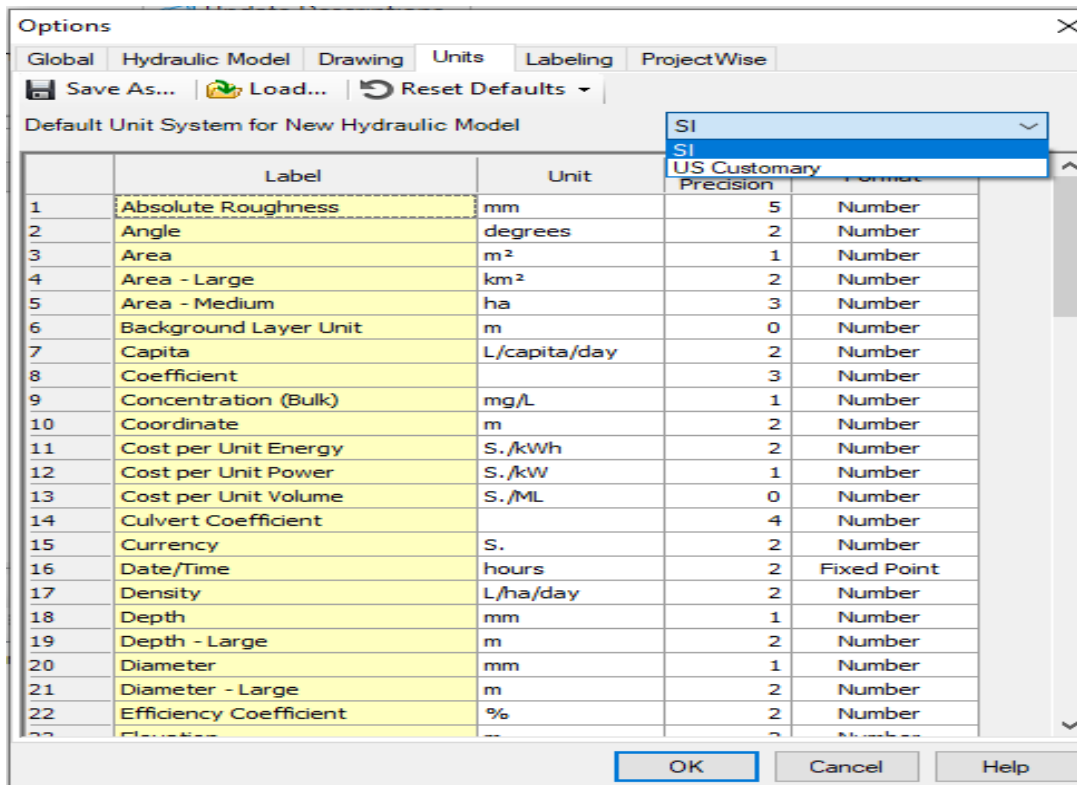 Options
Global Hydraulic Model Drawing Units Labeling ProjectWise
Save As... Load... Reset Defaults
Default Unit System for New Hydraulic Model SI
SI
US Customary
Label Unit Precision Format
1 Absolute Roughness mm 5 Number
2 Angle degrees 2 Number
3 Area m² 1 Number
4 Area - Large km² 2 Number
5 Area - Medium ha 3 Number
6 Background Layer Unit m 0 Number
7 Capita L/capita/day 2 Number
8 Coefficient 3 Number
9 Concentration (Bulk) mg/L 1 Number
10 Coordinate m 2 Number
11 Cost per Unit Energy S./kWh 2 Number
12 Cost per Unit Power S./kW 1 Number
13 Cost per Unit Volume S./ML 0 Number
14 Culvert Coefficient 4 Number
15 Currency S. 2 Number
16 Date/Time hours 2 Fixed Point
17 Density L/ha/day 2 Number
18 Depth mm 1 Number
19 Depth - Large m 2 Number
20 Diameter mm 1 Number
21 Diameter - Large m 2 Number
22 Efficiency Coefficient % 2 Number
OK Cancel Help